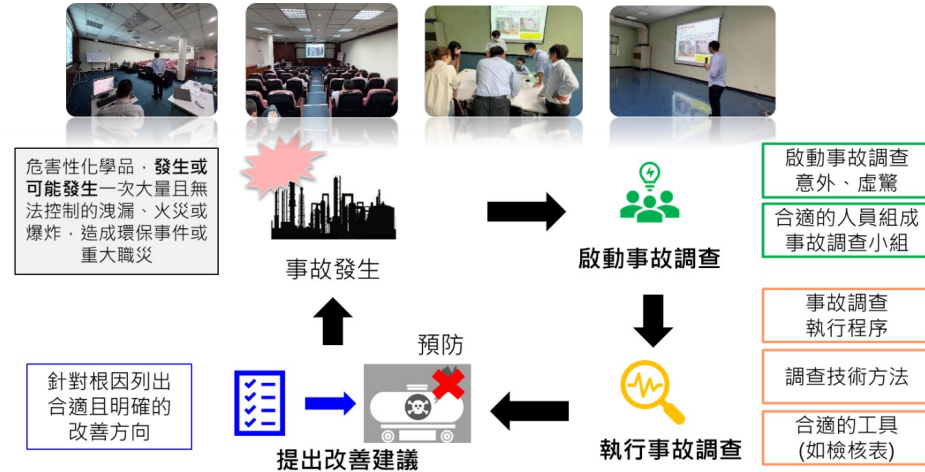 危害性化學品，發生或
可能發生一次大量且無
法控制的洩漏、火災或
爆炸，造成環保事件或
重大職災
事故發生
啟動事故調查
啟動事故調查
意外、虛驚
合適的人員組成
事故調查小組
事故調查
執行程序
調查技術方法
合適的工具
(如檢核表)
執行事故調查
預防
提出改善建議
針對根因列出
合適且明確的
改善方向